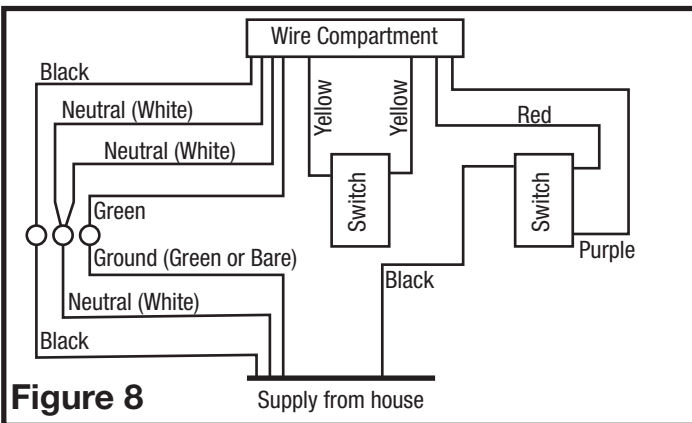 Wire Compartment
Black
Neutral (White)
Neutral (White)
Yellow
Yellow
Red
Switch
Switch
Green
Ground (Green or Bare)
Purple
Black
Neutral (White)
Black
Figure 8
Supply from house